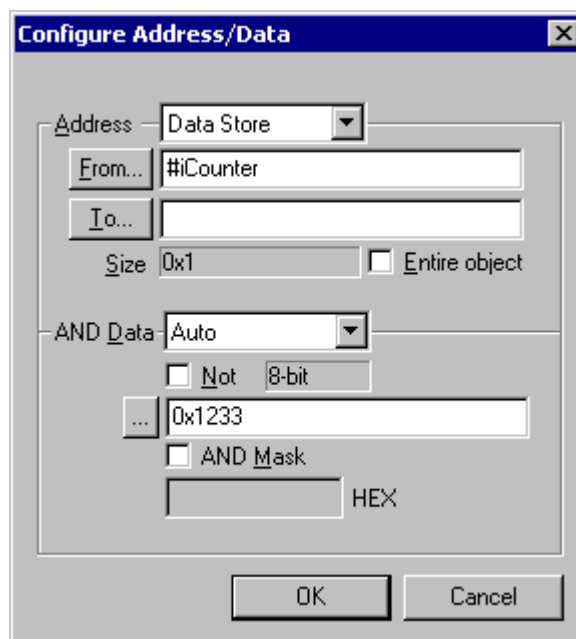 Configure Address/Data
Address Data Store
From... #iCounter
To...
Size 0x1 Entire object
AND Data Auto
Not 8-bit
... 0x1233
AND Mask
HEX
OK Cancel